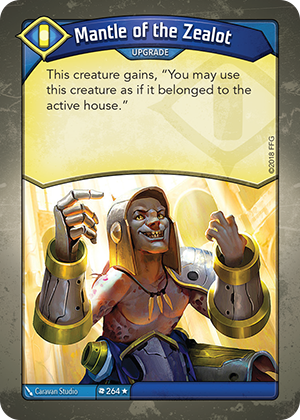 Mantle of the Zealot
UPGRADE
This creature gains, “You may use
this creature as if it belonged to the
active house.”
©2018 FFG
Caravan Studio
264★